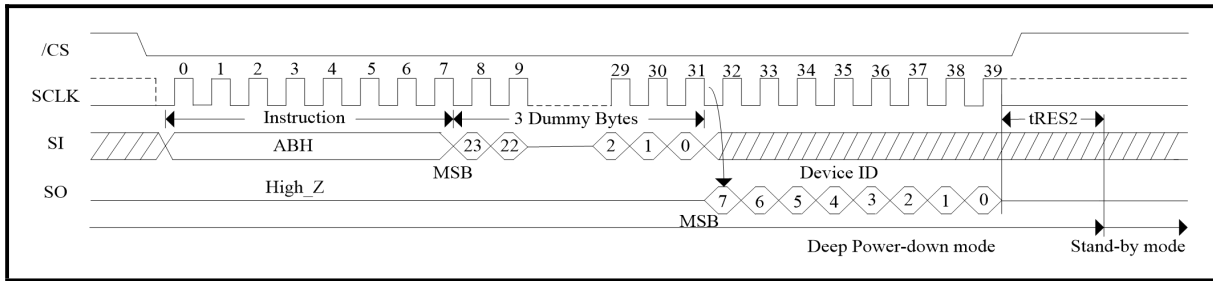 /CS
0 1 2 3 4 5 6 7 8 9 29 30 31 32 33 34 35 36 37 38 39
SCLK
Instruction 3 Dummy Bytes tRES2
SI ABH 23 22 2 1 0
MSB Device ID
SO High_Z
7 6 5 4 3 2 1 0
MSB
Deep Power-down mode Stand-by mode